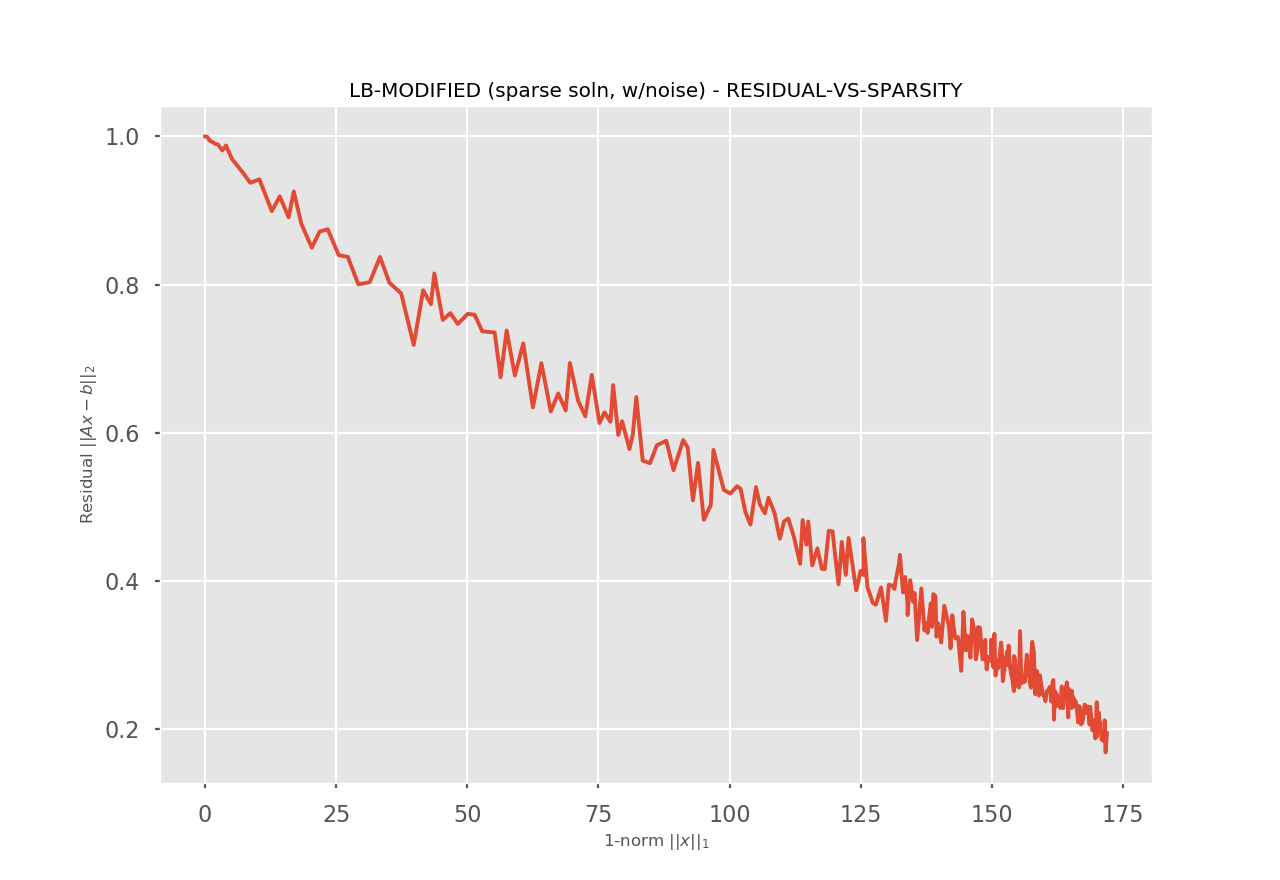 LB-MODIFIED (sparse soln, w/noise) - RESIDUAL-VS-SPARSITY
1.0
0.8
0.6
0.4
0.2
Residual ||Ax − b||₂
0 25 50 75 100 125 150 175
1-norm ||x||₁